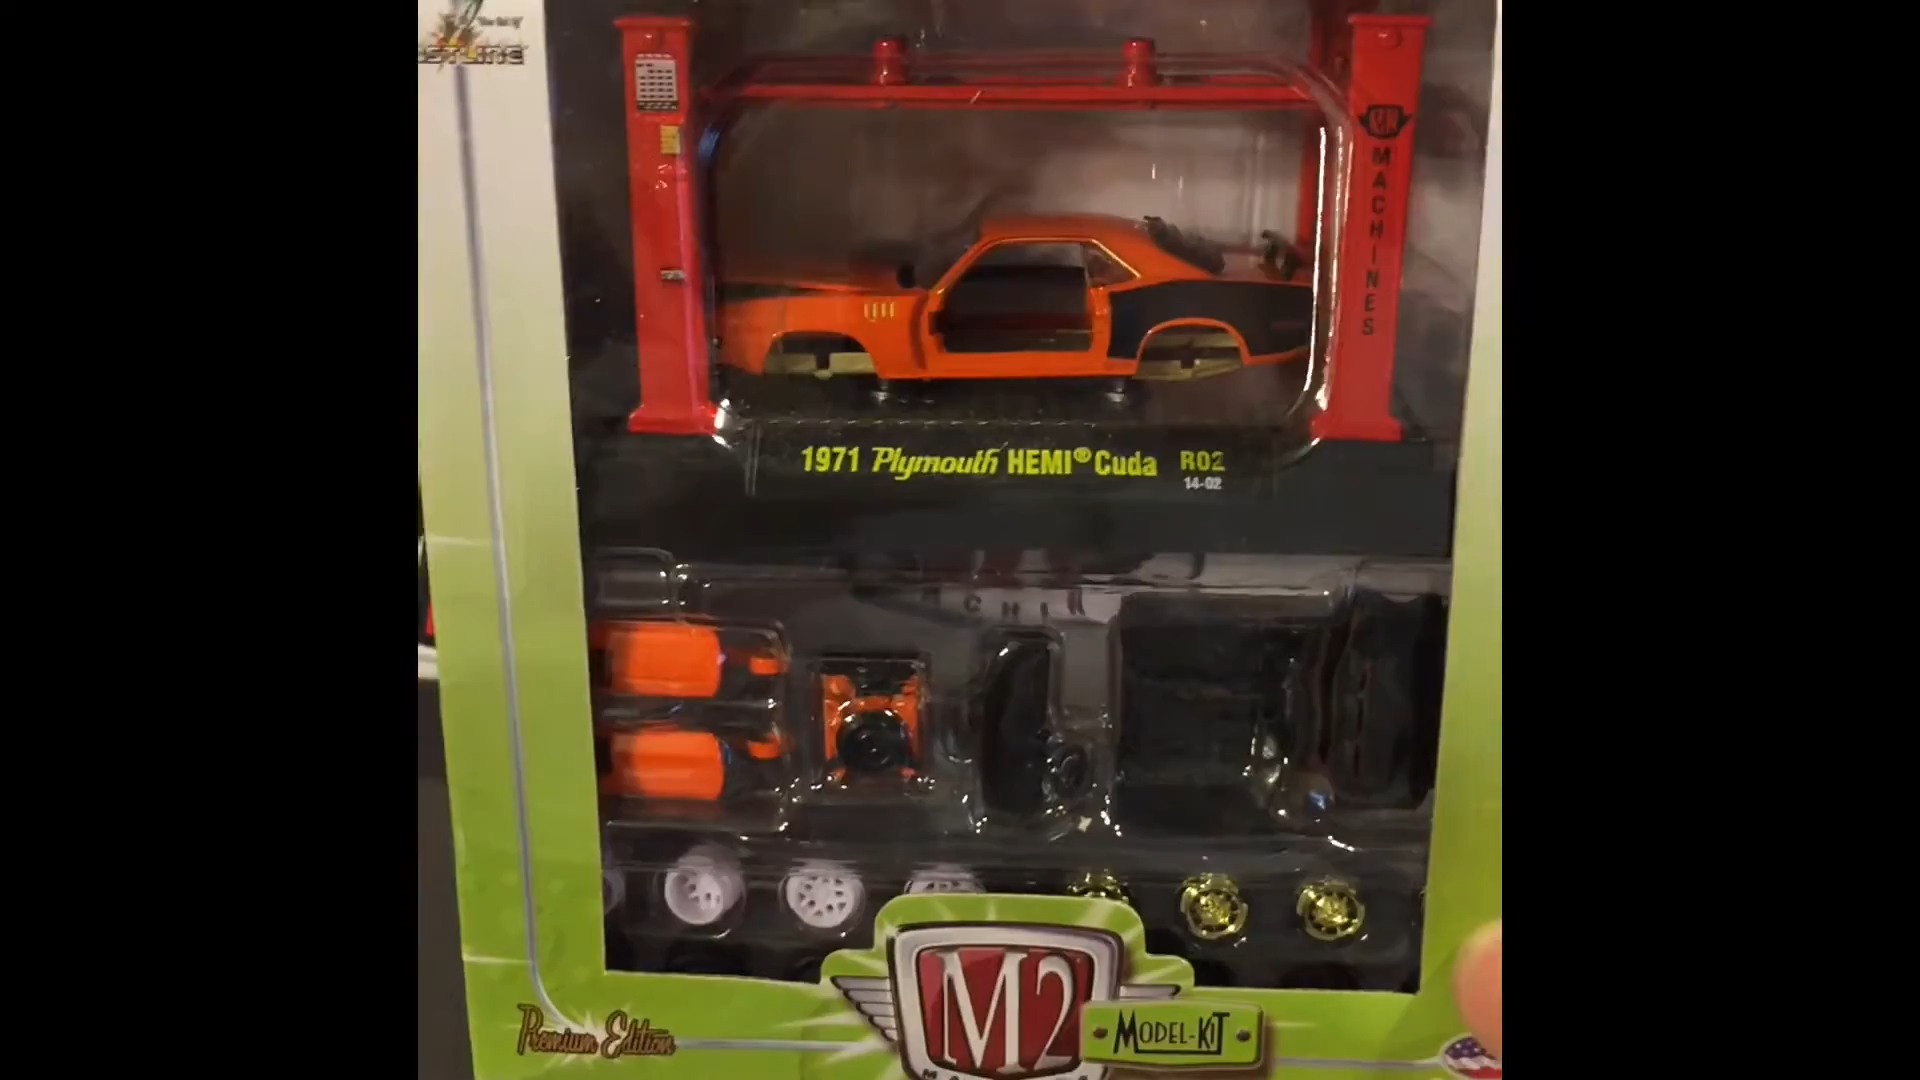 MACHINES
1971 Plymouth HEMI® Cuda R02
14-02
Premium Edition
M2
MODEL-KIT